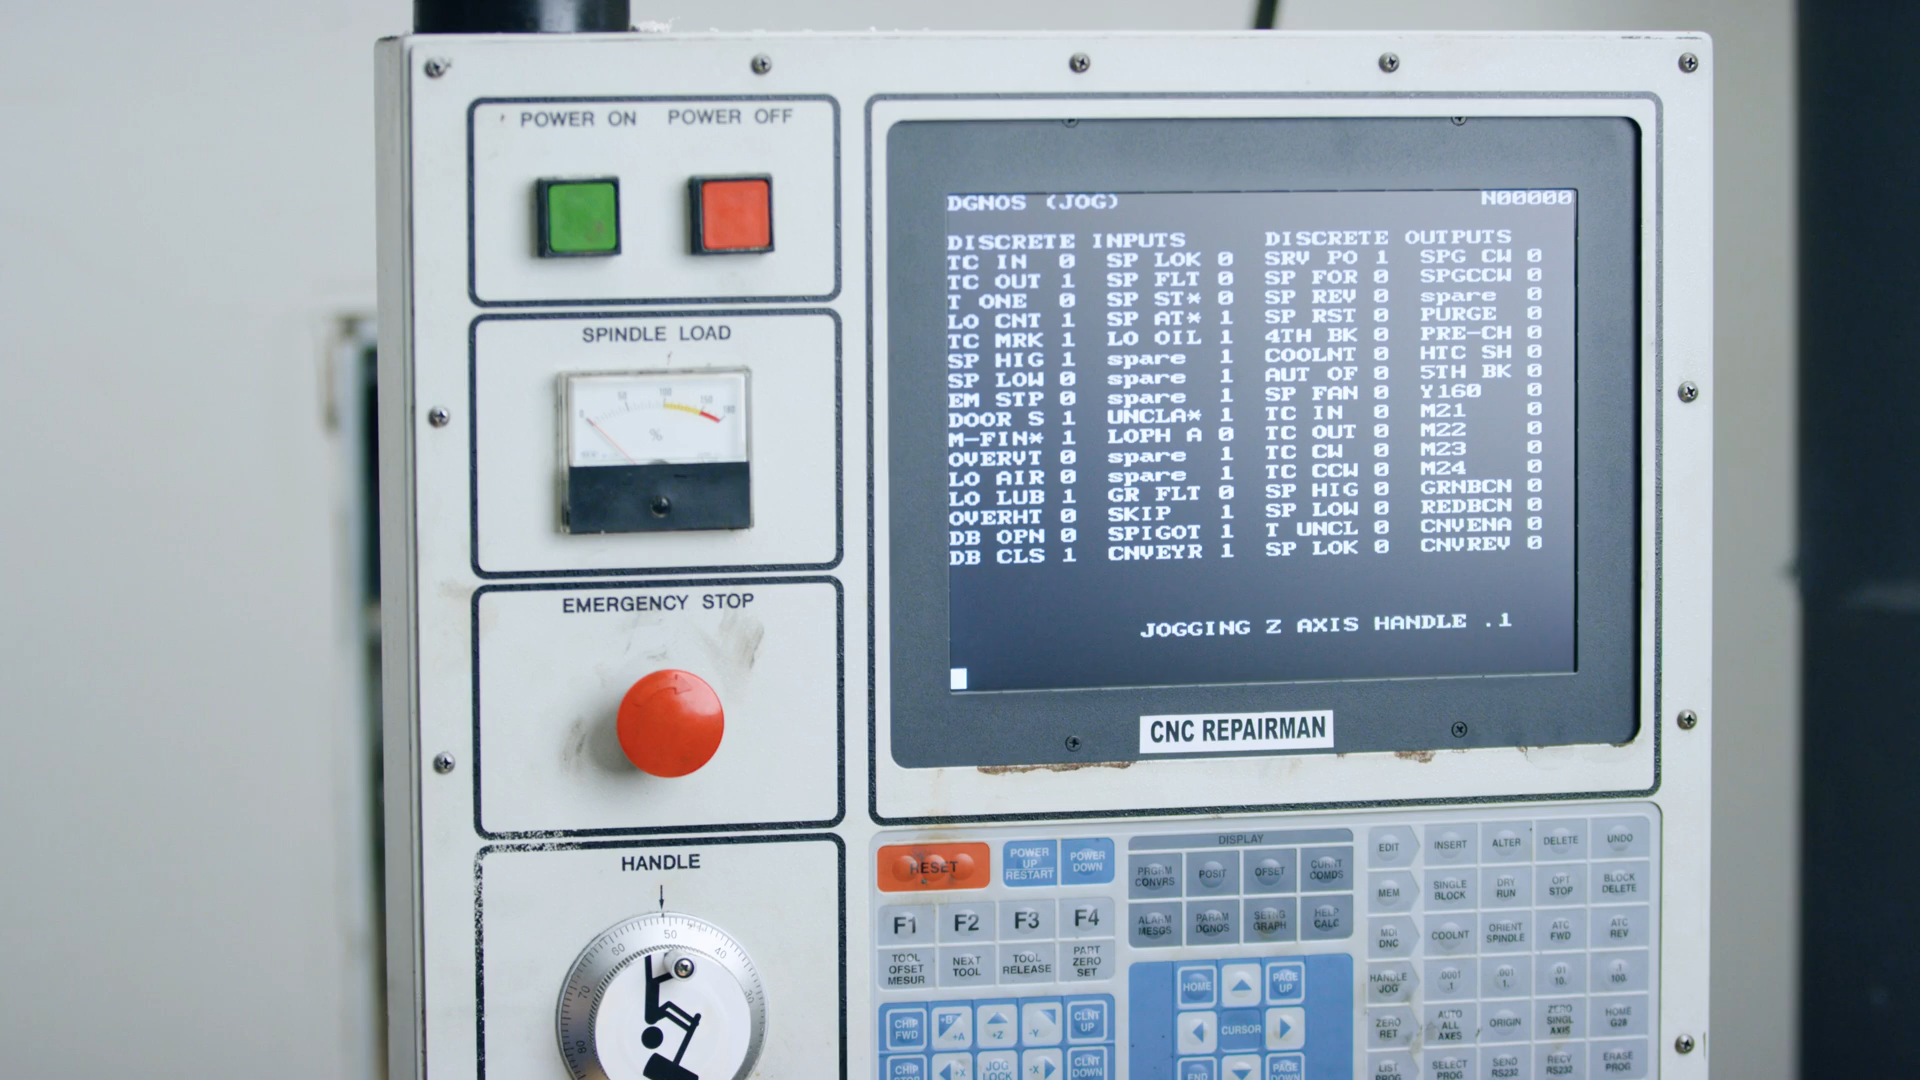 POWER ON POWER OFF
SPINDLE LOAD
0 50 100 150
%
EMERGENCY STOP
HANDLE
50
60 40
70 30
80
DGNOS (JOG) N00000
DISCRETE INPUTS DISCRETE OUTPUTS
TC IN 0 SP LOK 0 SRV PO 1 SPG CW 0
TC OUT 1 SP FLT 0 SP FOR 0 SPGCCW 0
T ONE 0 SP ST* 0 SP REV 0 spare 0
LO CNT 1 SP AT* 1 SP RST 0 PURGE 0
TC MRK 1 LO OIL 1 4TH BK 0 PRE-CH 0
SP HIG 1 spare 1 COOLNT 0 HTC SH 0
SP LOW 0 spare 1 AUT OF 0 5TH BK 0
EM STP 0 spare 1 SP FAN 0 Y160 0
DOOR S 1 UNCLA* 1 TC IN 0 M21 0
M-FIN* 1 LOPH A 0 TC OUT 0 M22 0
OVERVT 0 spare 1 TC CW 0 M23 0
LO AIR 0 spare 1 TC CCW 0 M24 0
LO LUB 1 GR FLT 0 SP HIG 0 GRNBCN 0
OVERHT 0 SKIP 1 SP LOW 0 REDBCN 0
DB OPN 0 SPIGOT 1 T UNCL 0 CNVENA 0
DB CLS 1 CNVEYR 1 SP LOK 0 CNVREV 0
JOGGING Z AXIS HANDLE .1
CNC REPAIRMAN
RESET
POWER UP RESTART
POWER DOWN
F1 F2 F3 F4
TOOL OFSET MESUR
NEXT TOOL
TOOL RELEASE
PART ZERO SET
CHIP FWD
+B +A
+Z
-Y
CLNT UP
CHIP STOP
+X
JOG LOCK
-X
CLNT DOWN
DISPLAY
PRGRM CONVRS
POSIT
OFSET
CURNT COMDS
ALARM MESGS
PARAM DGNOS
SETNG GRAPH
HELP CALC
HOME
PAGE UP
CURSOR
END
PAGE DOWN
EDIT INSERT ALTER DELETE UNDO
MEM
SINGLE BLOCK
DRY RUN
OPT STOP
BLOCK DELETE
MDI DNC
COOLNT
ORIENT SPINDLE
ATC FWD
ATC REV
HANDLE JOG
.0001 .1
.001 1.
.01 10.
.1 100.
ZERO RET
AUTO ALL AXES
ORIGIN
ZERO SINGL AXIS
HOME G28
LIST PROG
SELECT PROG
SEND RS232
RECV RS232
ERASE PROG